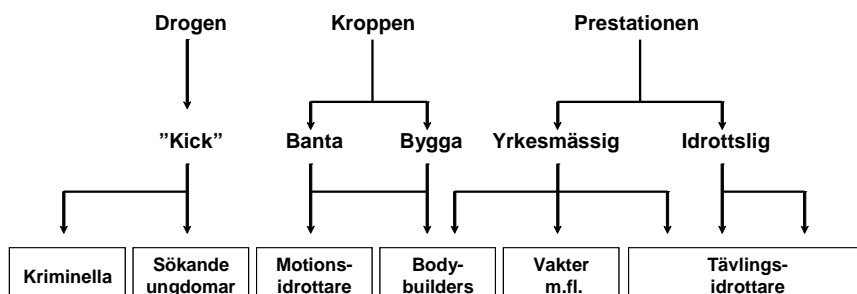 Drogen Kroppen Prestationen
”Kick” Banta Bygga Yrkesmässig Idrottslig
Kriminella
Sökande
ungdomar
Motions-
idrottare
Body-
builders
Vakter
m.fl.
Tävlings-
idrottare